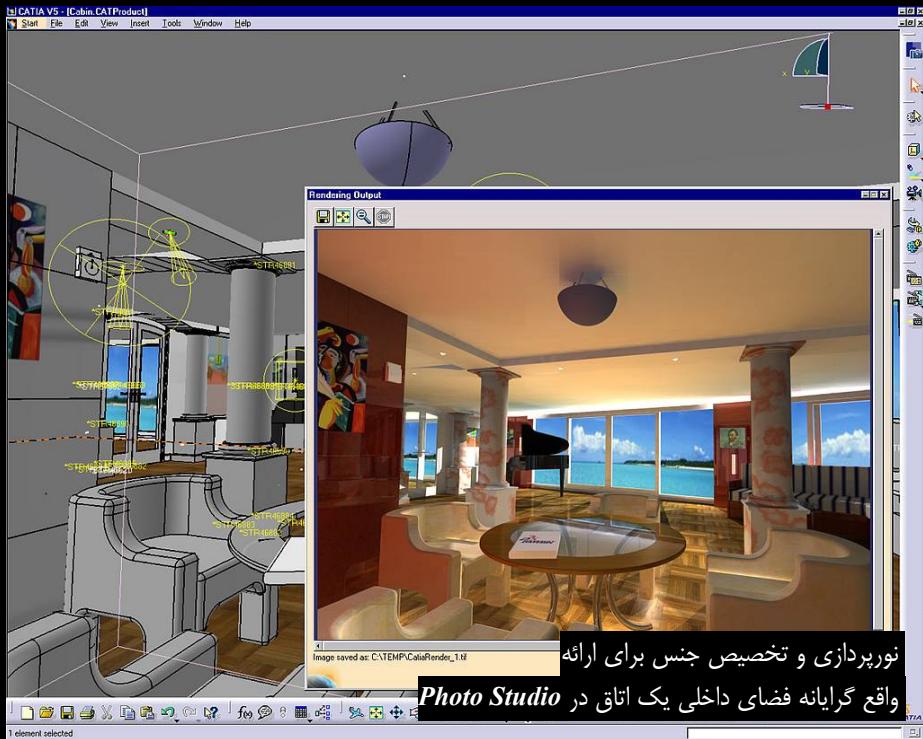 CATIA V5 - [Cabin.CATProduct]
Start File Edit View Insert Tools Window Help
x y
Rendering Output
*STR46891
Image saved as: C:\TEMP\CatiaRender_1.tif
نورپردازی و تخصیص جنس برای ارائه
واقع گرایانه فضای داخلی یک اتاق در Photo Studio
1 element selected